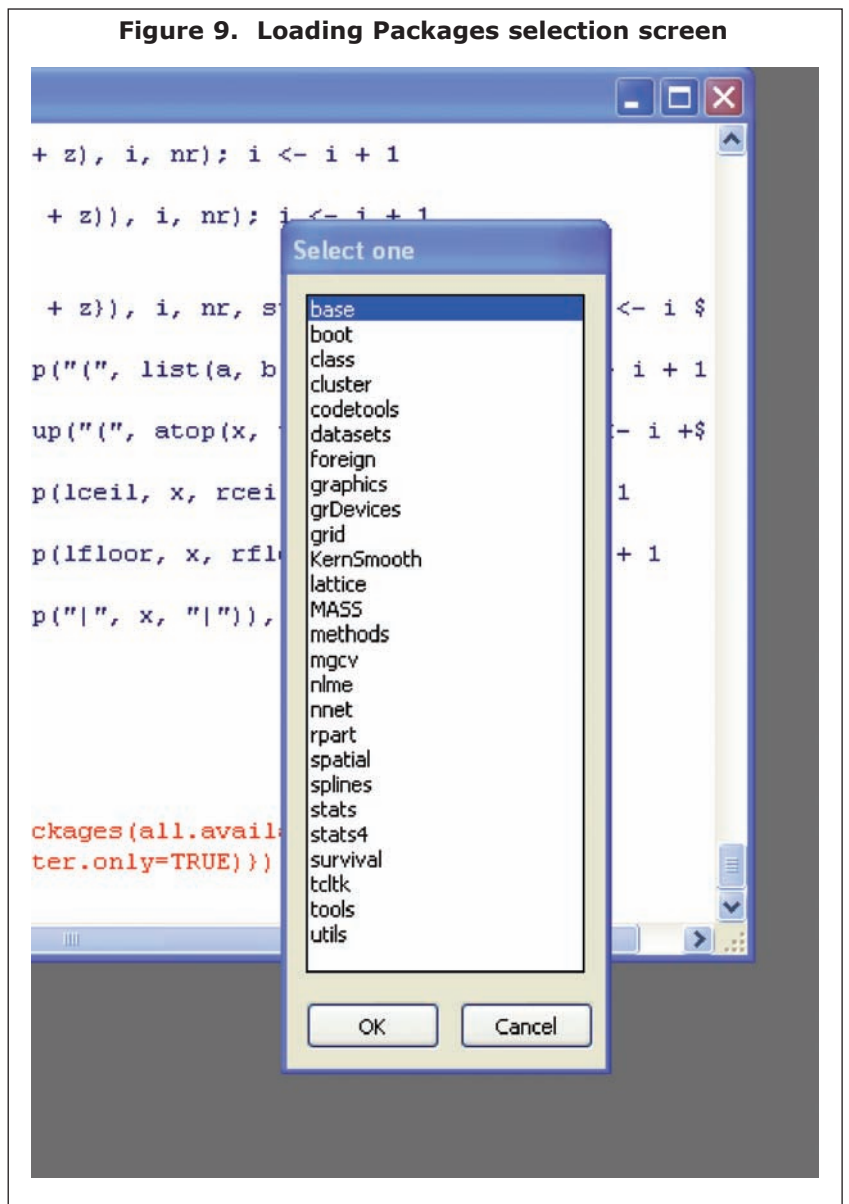 Figure 9. Loading Packages selection screen
+ z), i, nr); i <- i + 1
+ z)), i, nr); i <- i + 1
Select one
+ z}), i, nr, s <- i $
p("(", list(a, b i + 1
up("(", atop(x, - i +$
p(lceil, x, rcei 1
p(lfloor, x, rfl + 1
p("|", x, "|")),
ckages(all.avail
ter.only=TRUE)})
base
boot
class
cluster
codetools
datasets
foreign
graphics
grDevices
grid
KernSmooth
lattice
MASS
methods
mgcv
nlme
nnet
rpart
spatial
splines
stats
stats4
survival
tcltk
tools
utils
OK Cancel